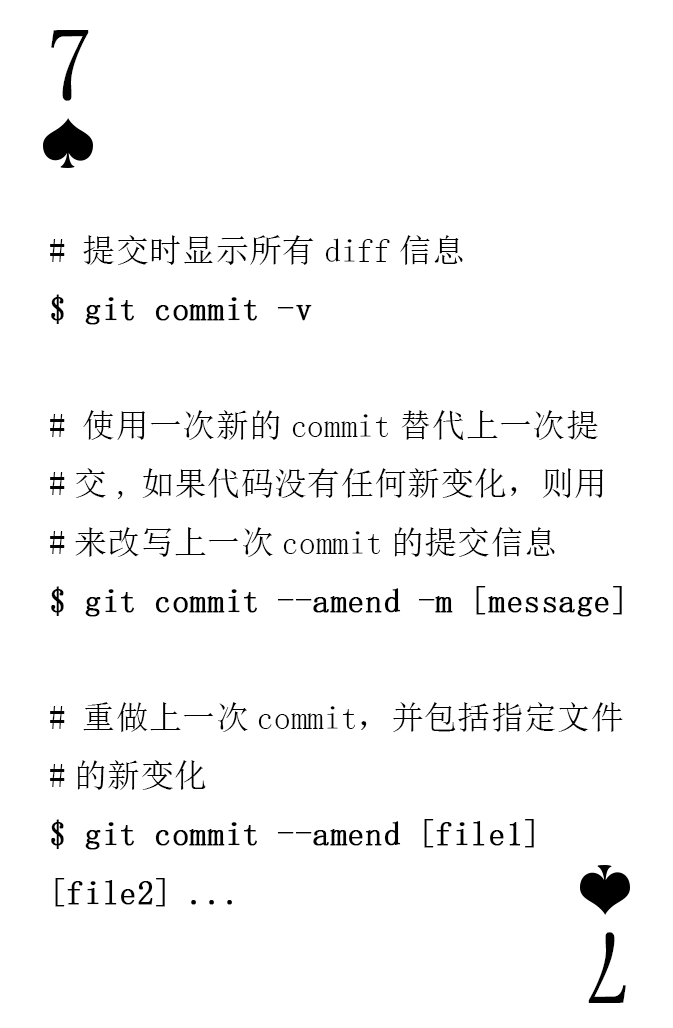 7
# 提交时显示所有 diff 信息
$ git commit -v
# 使用一次新的 commit 替代上一次提
# 交 , 如果代码没有任何新变化，则用
# 来改写上一次 commit 的提交信息
$ git commit --amend -m [message]
# 重做上一次 commit，并包括指定文件
# 的新变化
$ git commit --amend [file1]
[file2] ...
7